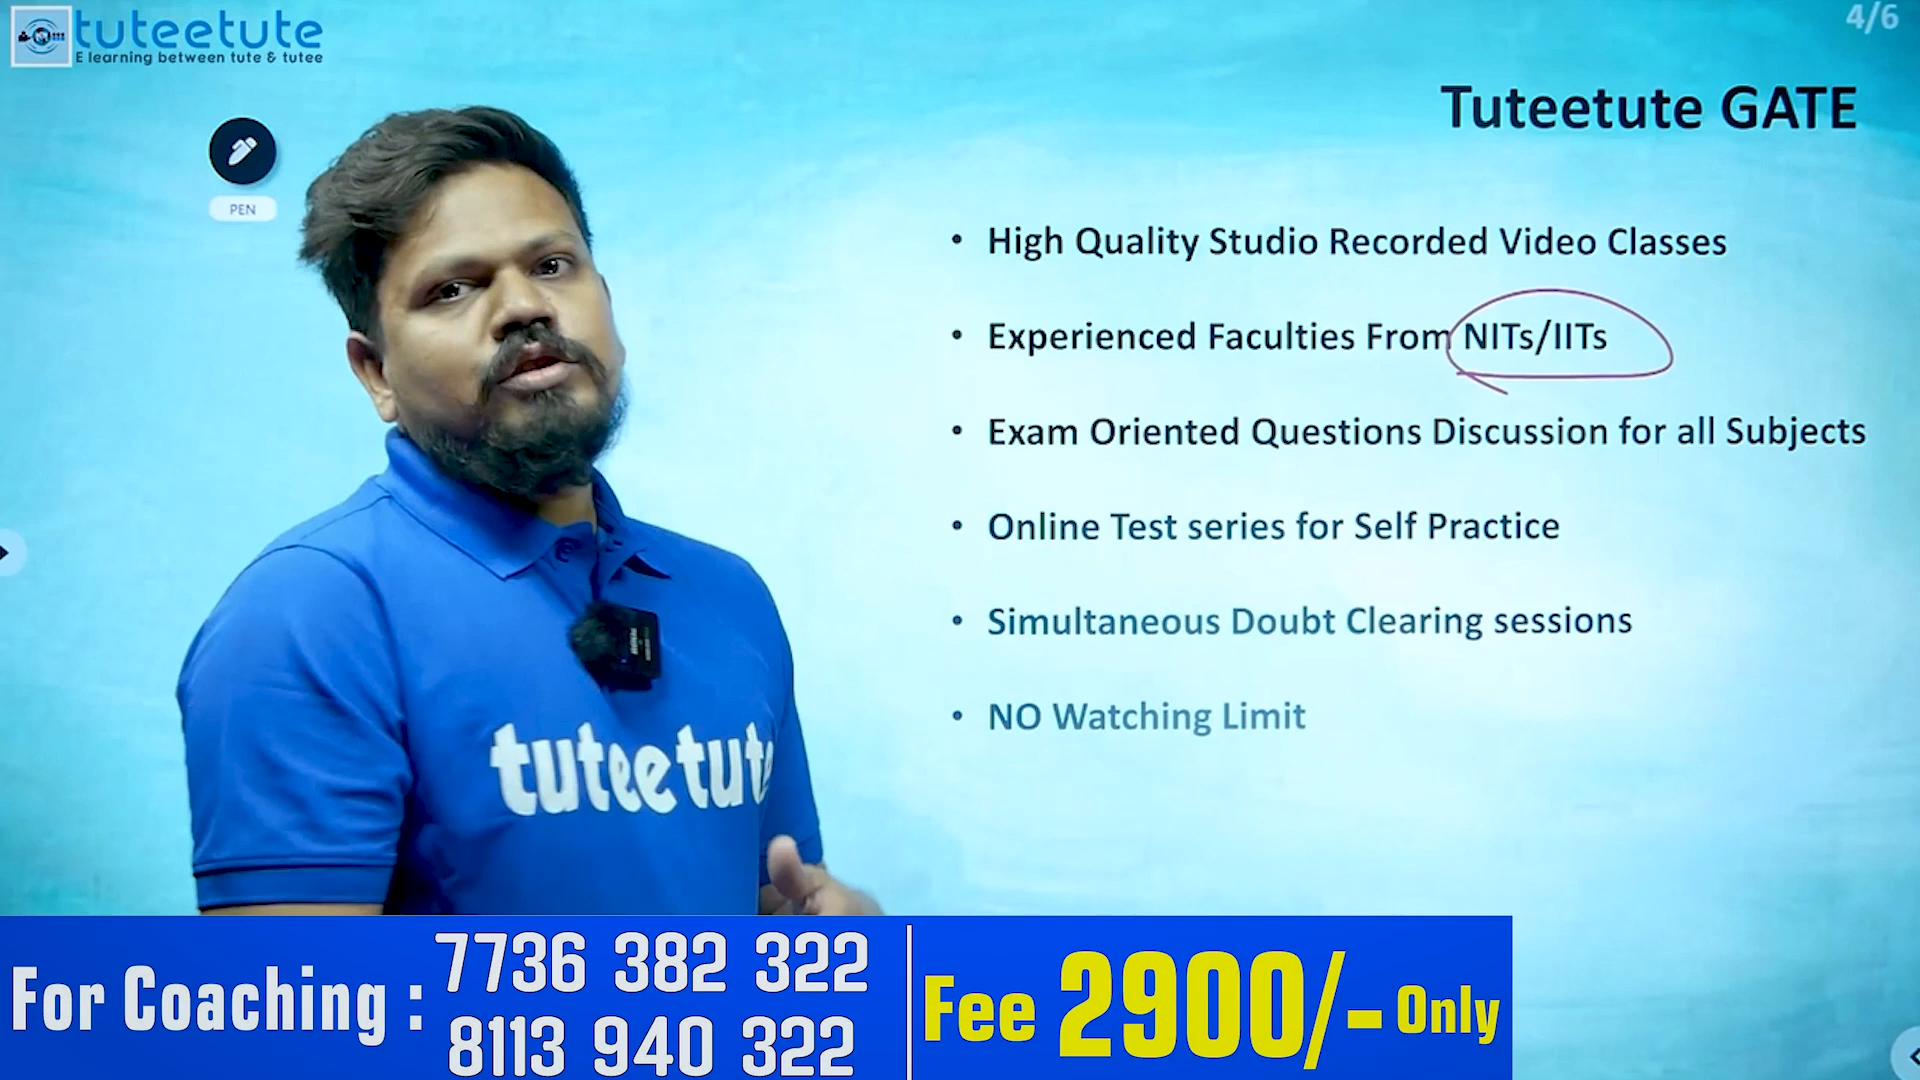 tuteetute
E learning between tute & tutee
4/6
Tuteetute GATE
PEN
• High Quality Studio Recorded Video Classes
• Experienced Faculties From NITs/IITs
• Exam Oriented Questions Discussion for all Subjects
• Online Test series for Self Practice
• Simultaneous Doubt Clearing sessions
• NO Watching Limit
tuteetute
For Coaching : 7736 382 322
8113 940 322
Fee 2900/- Only